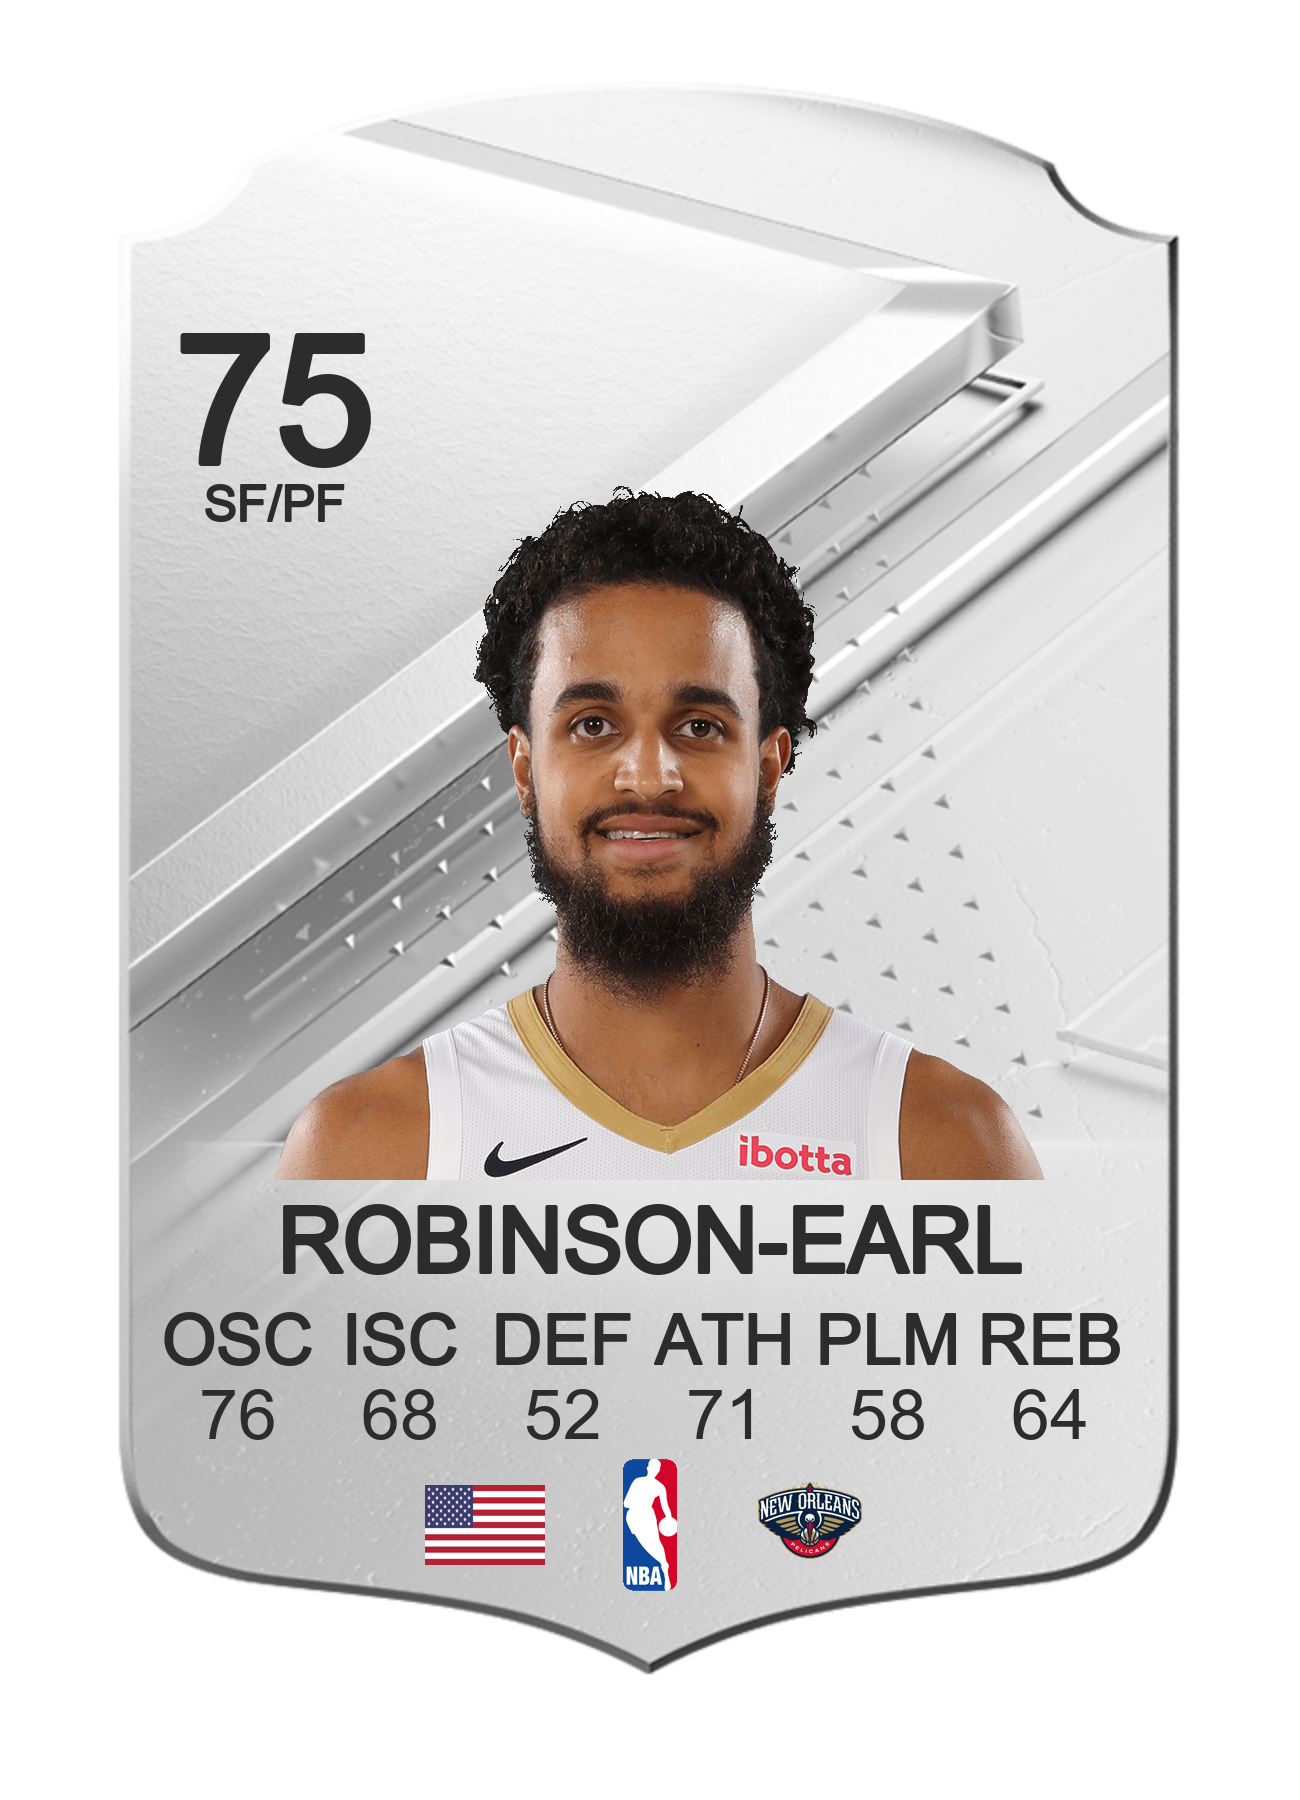 75
SF/PF
ibotta
ROBINSON-EARL
OSC ISC DEF ATH PLM REB
76 68 52 71 58 64
NBA
NEW ORLEANS
PELICANS